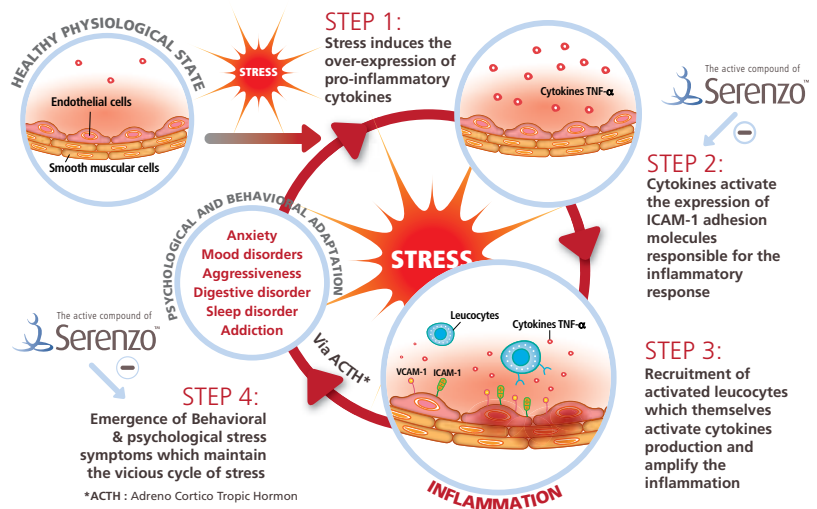 HEALTHY PHYSIOLOGICAL STATE
Endothelial cells
Smooth muscular cells
STRESS
STEP 1:
Stress induces the
over-expression of
pro-inflammatory
cytokines
Cytokines TNF-α
The active compound of
Serenzo™
STEP 2:
Cytokines activate
the expression of
ICAM-1 adhesion
molecules
responsible for the
inflammatory
response
STRESS
Leucocytes
Cytokines TNF-α
VCAM-1
ICAM-1
INFLAMMATION
STEP 3:
Recruitment of
activated leucocytes
which themselves
activate cytokines
production and
amplify the
inflammation
Via ACTH*
PSYCHOLOGICAL AND BEHAVIORAL ADAPTATION
Anxiety
Mood disorders
Aggressiveness
Digestive disorder
Sleep disorder
Addiction
The active compound of
Serenzo™
STEP 4:
Emergence of Behavioral
& psychological stress
symptoms which maintain
the vicious cycle of stress
*ACTH : Adreno Cortico Tropic Hormon